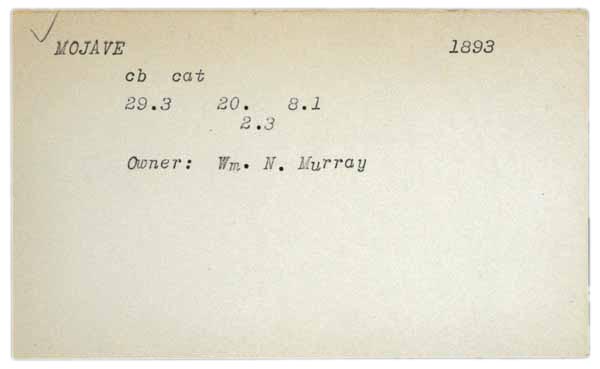 MOJAVE 1893
cb cat
29.3 20. 8.1
2.3
Owner: Wm. N. Murray